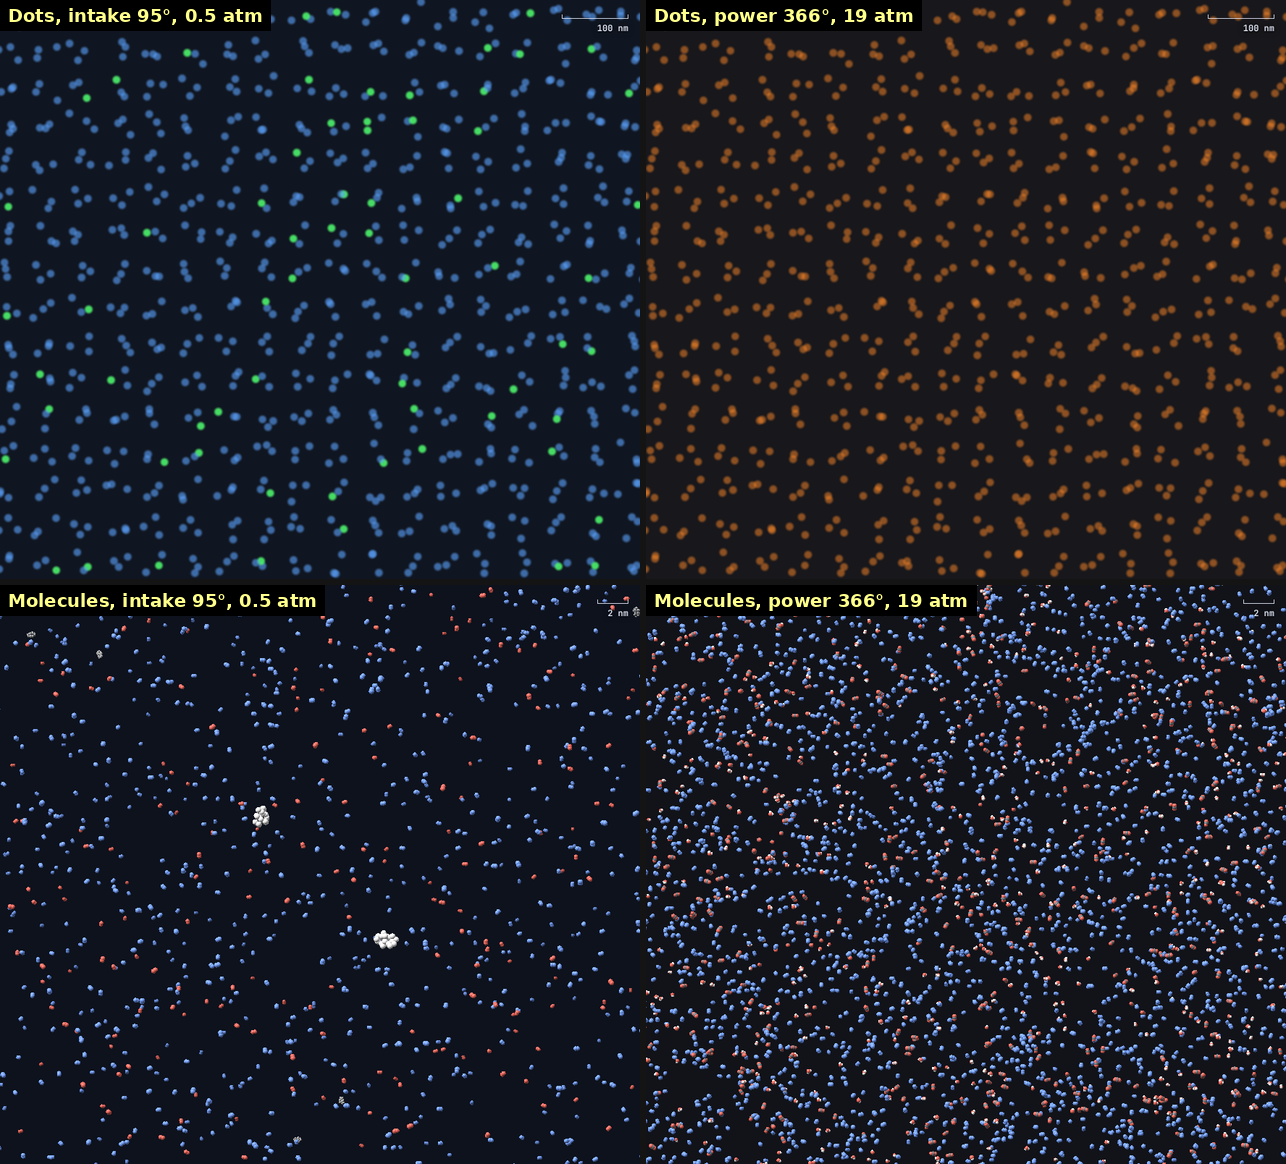 Dots, intake 95°, 0.5 atm
100 nm
Dots, power 366°, 19 atm
100 nm
Molecules, intake 95°, 0.5 atm
2 nm
Molecules, power 366°, 19 atm
2 nm